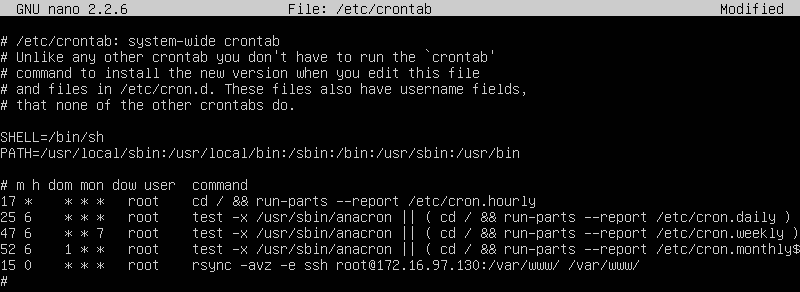 GNU nano 2.2.6 File: /etc/crontab Modified
# /etc/crontab: system-wide crontab
# Unlike any other crontab you don't have to run the `crontab'
# command to install the new version when you edit this file
# and files in /etc/cron.d. These files also have username fields,
# that none of the other crontabs do.
SHELL=/bin/sh
PATH=/usr/local/sbin:/usr/local/bin:/sbin:/bin:/usr/sbin:/usr/bin
# m h dom mon dow user  command
17 *    * * *   root    cd / && run-parts --report /etc/cron.hourly
25 6    * * *   root    test -x /usr/sbin/anacron || ( cd / && run-parts --report /etc/cron.daily )
47 6    * * 7   root    test -x /usr/sbin/anacron || ( cd / && run-parts --report /etc/cron.weekly )
52 6    1 * *   root    test -x /usr/sbin/anacron || ( cd / && run-parts --report /etc/cron.monthly$
15 0    * * *   root    rsync -avz -e ssh root@172.16.97.130:/var/www/ /var/www/
#